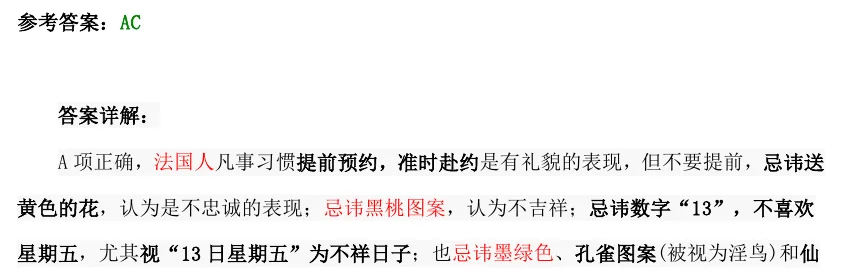 参考答案：AC
答案详解：
A 项正确，法国人凡事习惯提前预约，准时赴约是有礼貌的表现，但不要提前，忌讳送
黄色的花，认为是不忠诚的表现；忌讳黑桃图案，认为不吉祥；忌讳数字“13”，不喜欢
星期五，尤其视“13 日星期五”为不祥日子；也忌讳墨绿色、孔雀图案(被视为淫鸟)和仙